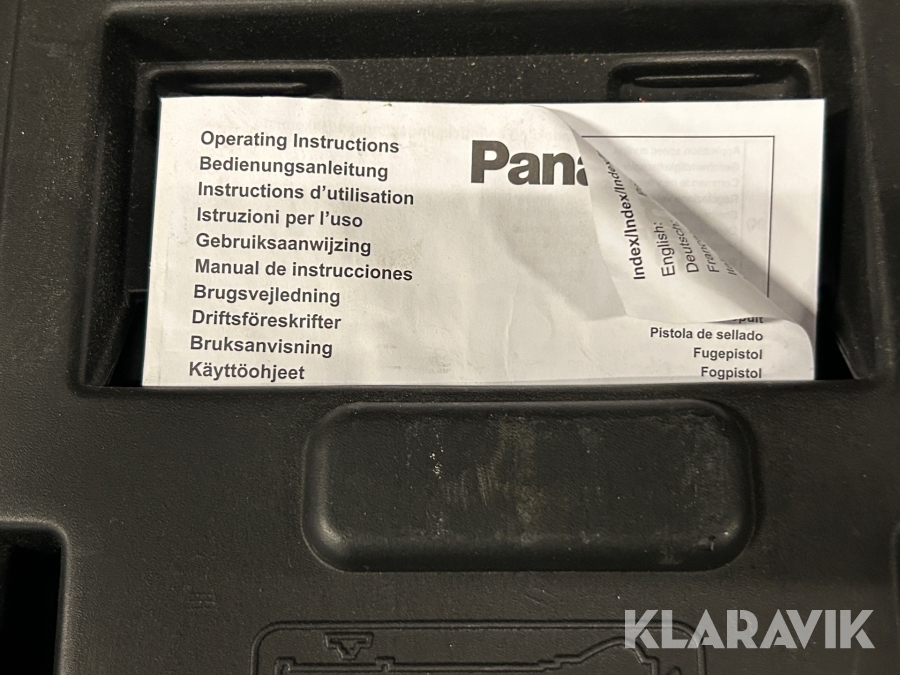 Operating Instructions
Bedienungsanleitung
Instructions d'utilisation
Istruzioni per l'uso
Gebruiksaanwijzing
Manual de instrucciones
Brugsvejledning
Driftsföreskrifter
Bruksanvisning
Käyttöohjeet
Pana
Index/Index/Index
English:
Deutsch
Pistola de sellado
Fugepistol
Fogpistol
KLARAVIK